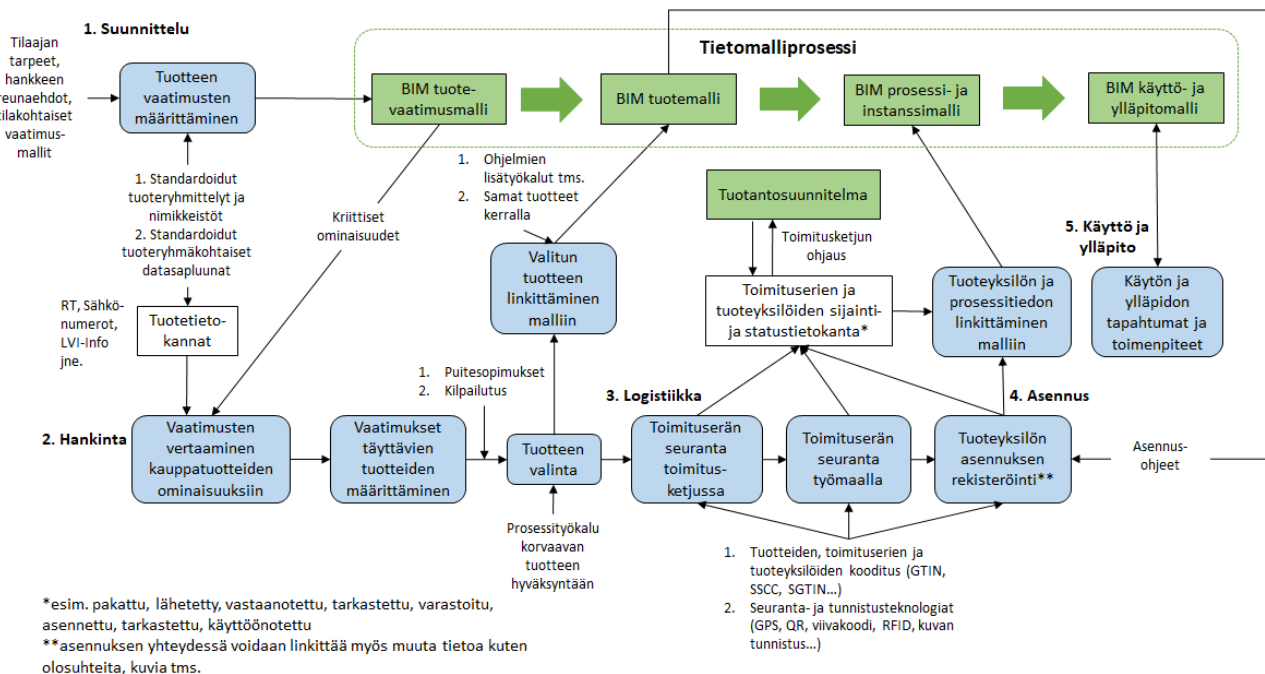 1. Suunnittelu
Tilaajan
tarpeet,
hankkeen
reunaehdot,
tilakohtaiset
vaatimus-
mallit
Tuotteen
vaatimusten
määrittäminen
Tietomalliprosessi
BIM tuote-
vaatimusmalli
BIM tuotemalli
BIM prosessi- ja
instanssimalli
BIM käyttö- ja
ylläpitomalli
1. Standardoidut
tuoteryhmittelyt ja
nimikkeistöt
2. Standardoidut
tuoteryhmäkohtaiset
datasapluunat
Kriittiset
ominaisuudet
1. Ohjelmien
lisätyökalut tms.
2. Samat tuotteet
kerralla
Tuotantosuunnitelma
Toimitusketjun
ohjaus
5. Käyttö ja
ylläpito
Valitun
tuotteen
linkittäminen
malliin
Toimituserien ja
tuoteyksilöiden sijainti-
ja statustietokanta*
Tuoteyksilön ja
prosessitiedon
linkittäminen
malliin
Käytön ja
ylläpidon
tapahtumat ja
toimenpiteet
RT, Sähkö-
numerot,
LVI-Info
jne.
Tuotetieto-
kannat
1. Puitesopimukset
2. Kilpailutus
3. Logistiikka
4. Asennus
2. Hankinta
Vaatimusten
vertaaminen
kauppatuotteiden
ominaisuuksiin
Vaatimukset
täyttävien
tuotteiden
määrittäminen
Tuotteen
valinta
Toimituserän
seuranta
toimitus-
ketjussa
Toimituserän
seuranta
työmaalla
Tuoteyksilön
asennuksen
rekisteröinti**
Asennus-
ohjeet
Prosessityökalu
korvaavan
tuotteen
hyväksyntään
1. Tuotteiden, toimituserien ja
tuoteyksilöiden kooditus (GTIN,
SSCC, SGTIN...)
2. Seuranta- ja tunnistusteknologiat
(GPS, QR, viivakoodi, RFID, kuvan
tunnistus...)
*esim. pakattu, lähetetty, vastaanotettu, tarkastettu, varastoitu,
asennettu, tarkastettu, käyttöönotettu
**asennuksen yhteydessä voidaan linkittää myös muuta tietoa kuten
olosuhteita, kuvia tms.